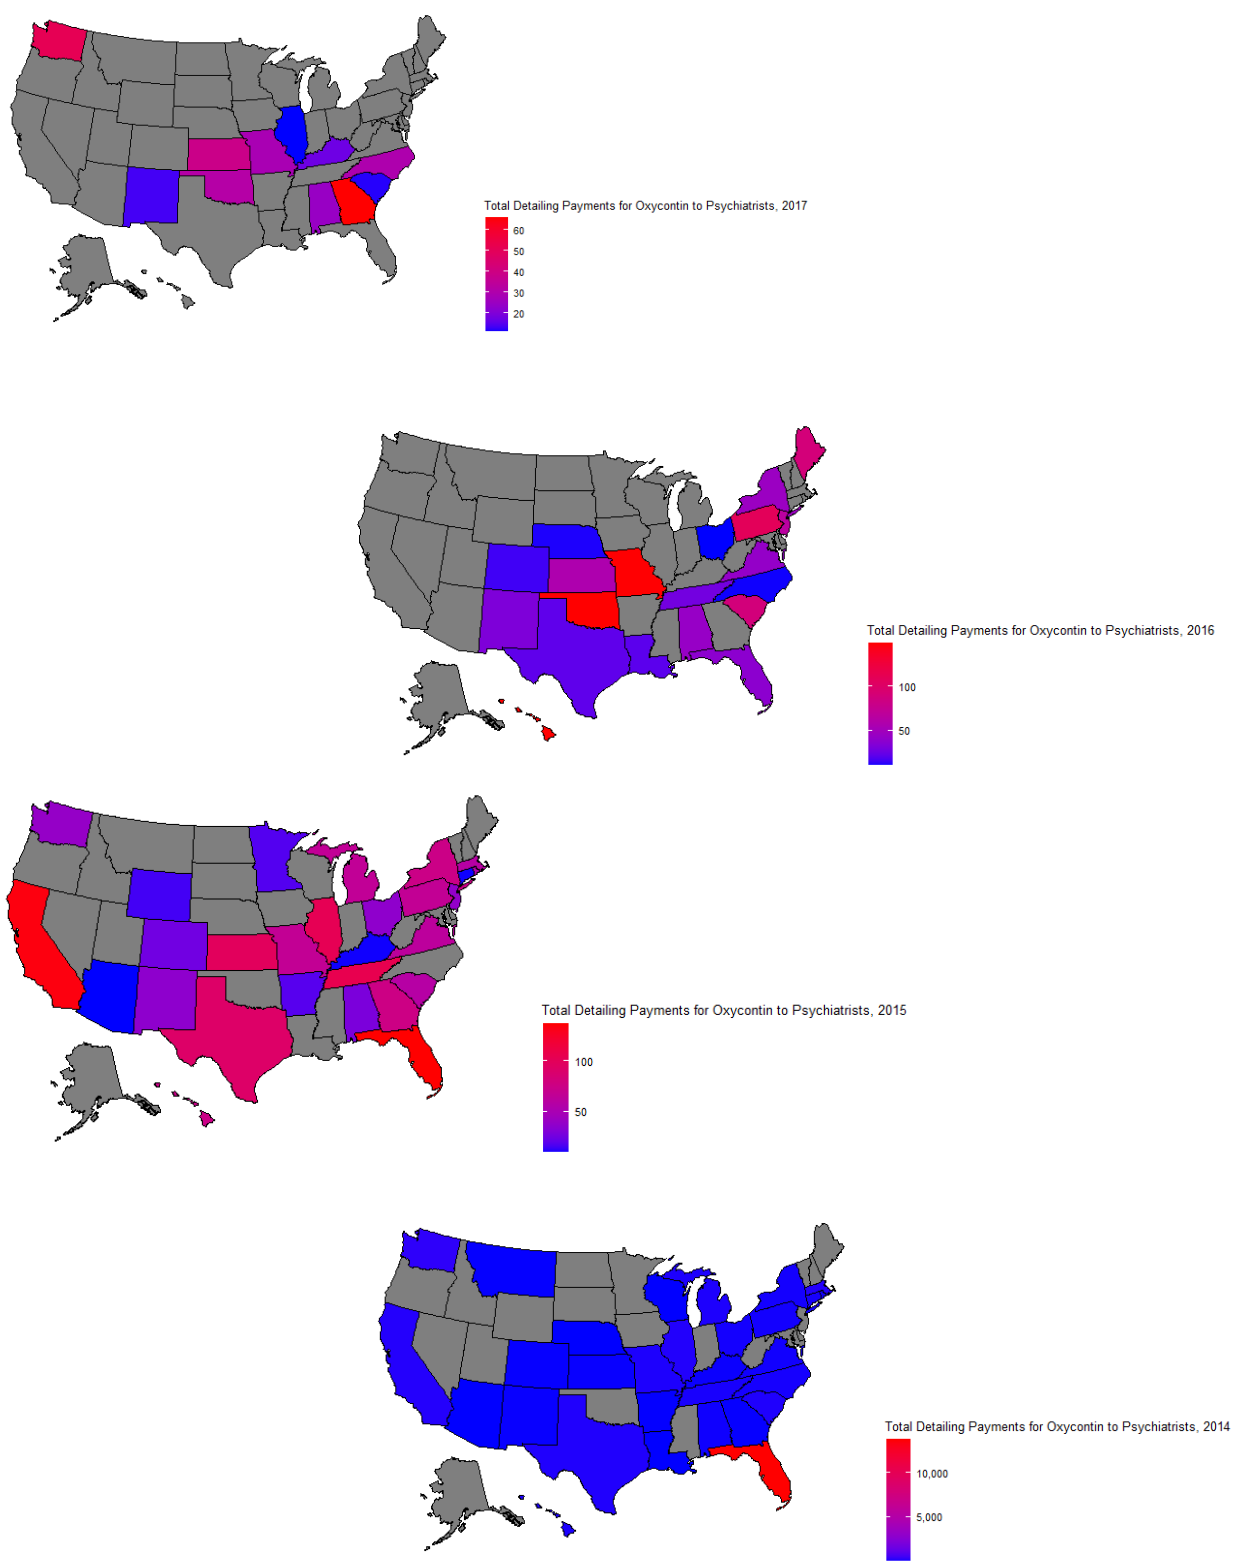 Total Detailing Payments for Oxycontin to Psychiatrists, 2017
60
50
40
30
20
Total Detailing Payments for Oxycontin to Psychiatrists, 2016
100
50
Total Detailing Payments for Oxycontin to Psychiatrists, 2015
100
50
Total Detailing Payments for Oxycontin to Psychiatrists, 2014
10,000
5,000